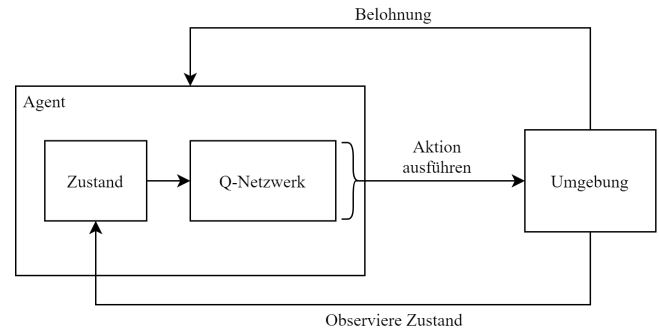 Belohnung
Agent
Zustand
Q-Netzwerk
Aktion
ausführen
Umgebung
Observiere Zustand